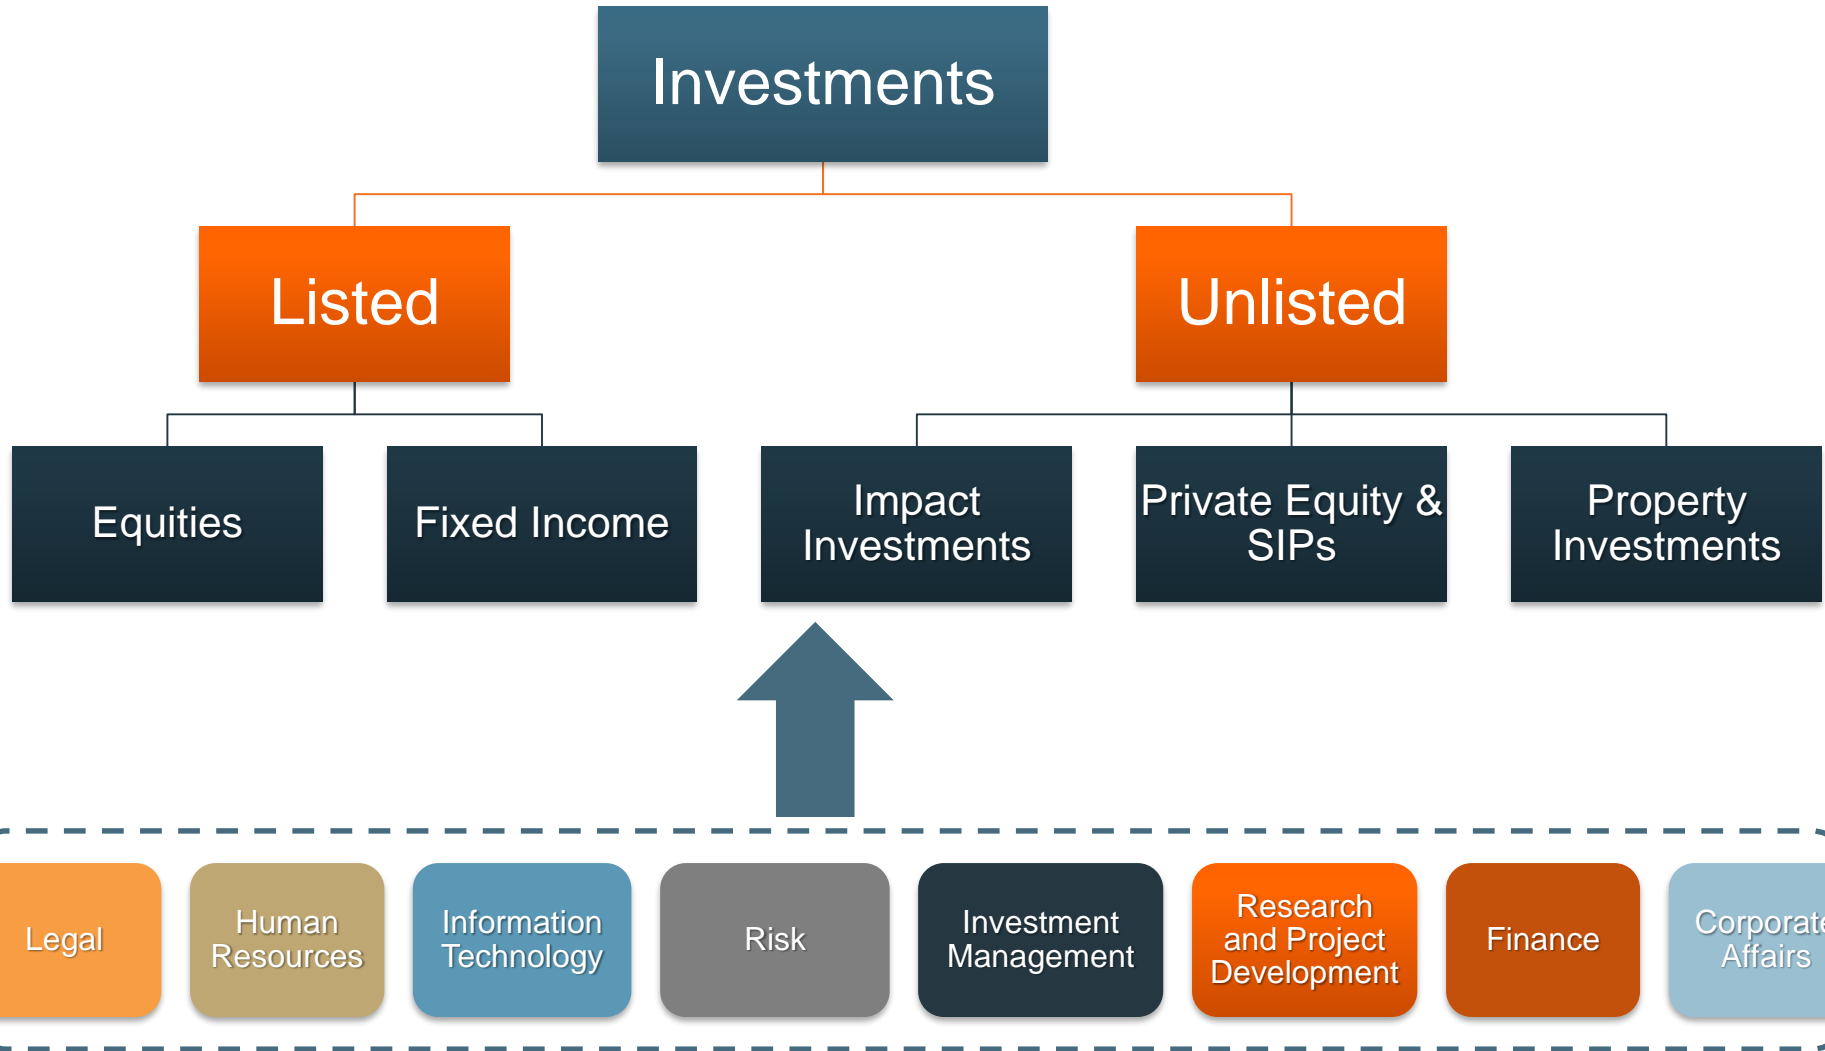 Investments
Listed
Unlisted
Equities
Fixed Income
Impact
Investments
Private Equity &
SIPs
Property
Investments
Legal
Human
Resources
Information
Technology
Risk
Investment
Management
Research
and Project
Development
Finance
Corporate
Affairs